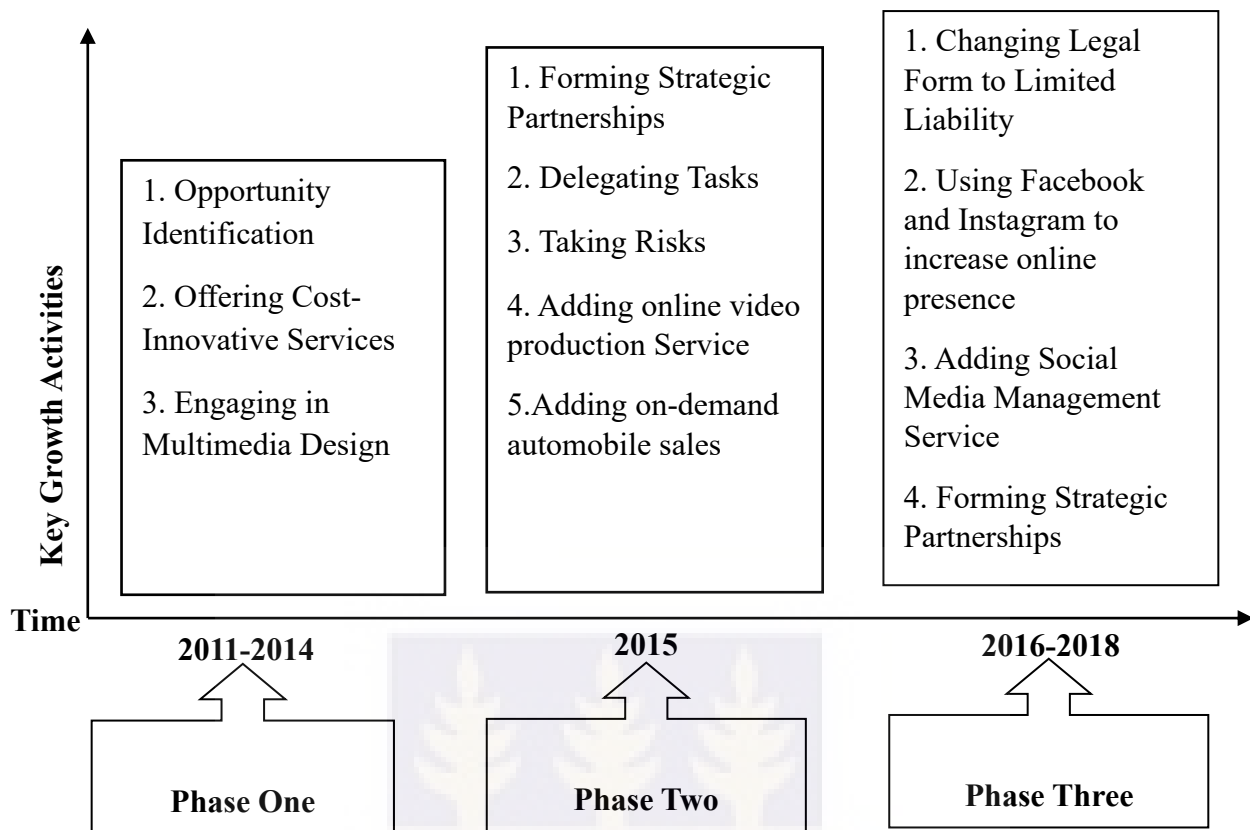 Key Growth Activities
1. Opportunity
Identification
2. Offering Cost-
Innovative Services
3. Engaging in
Multimedia Design
1. Forming Strategic
Partnerships
2. Delegating Tasks
3. Taking Risks
4. Adding online video
production Service
5.Adding on-demand
automobile sales
1. Changing Legal
Form to Limited
Liability
2. Using Facebook
and Instagram to
increase online
presence
3. Adding Social
Media Management
Service
4. Forming Strategic
Partnerships
Time
2011-2014
2015
2016-2018
Phase One
Phase Two
Phase Three